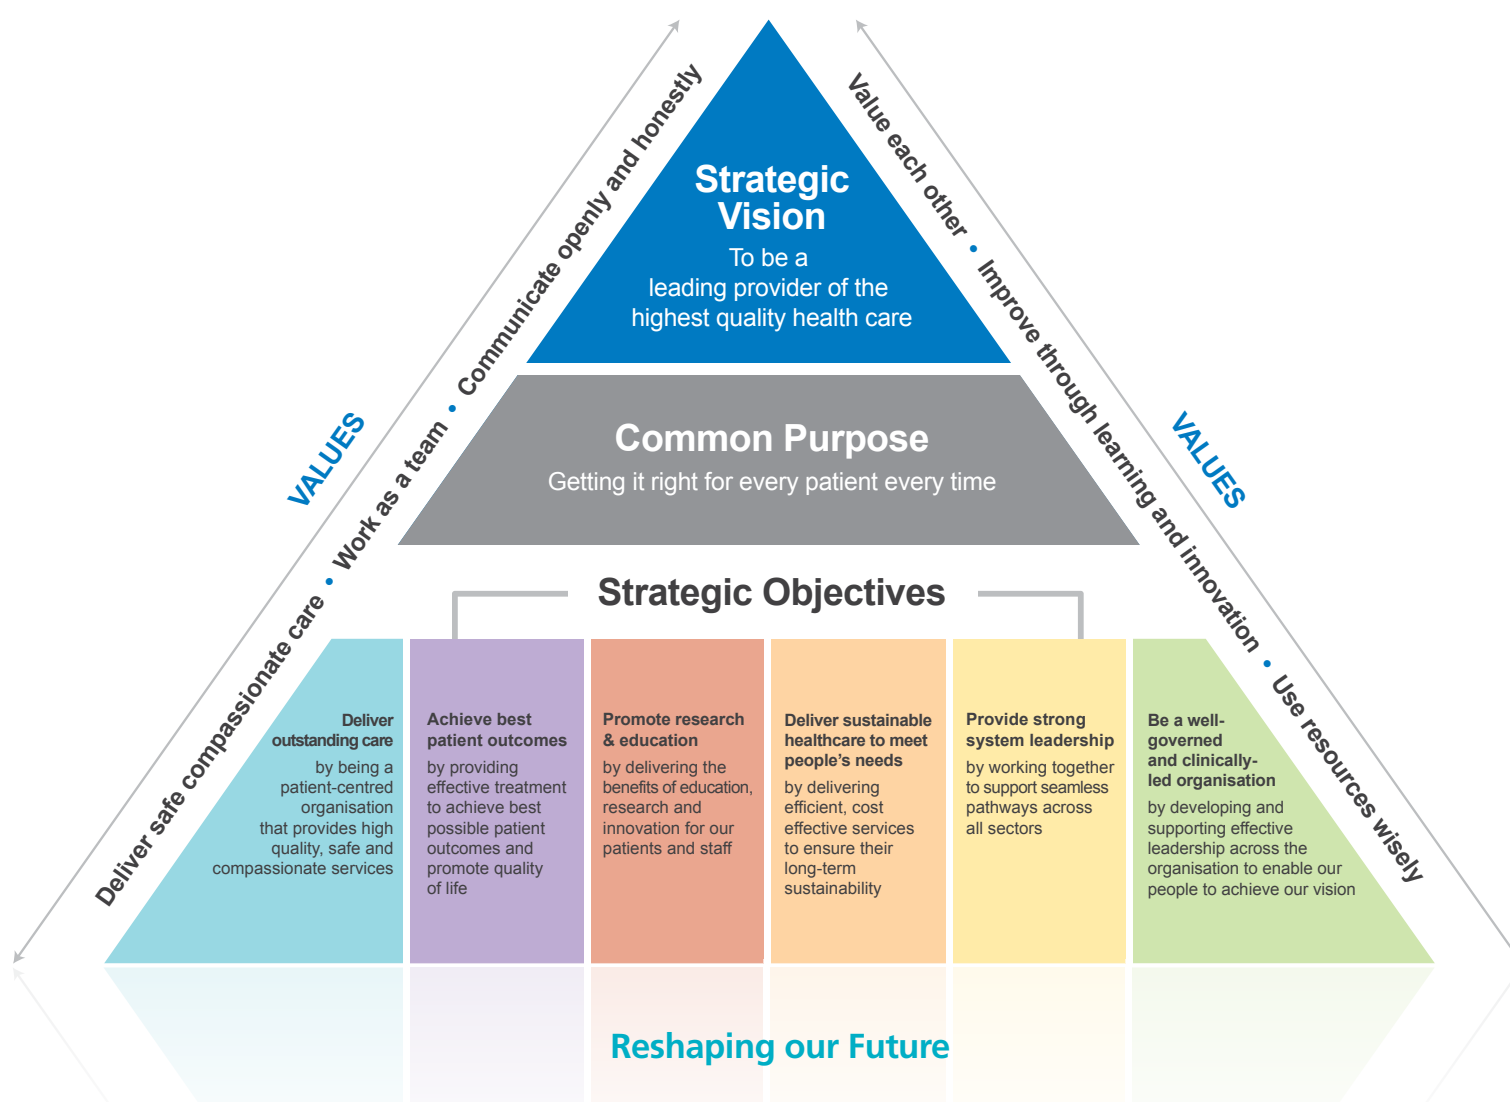 Strategic
Vision
To be a
leading provider of the
highest quality health care
Common Purpose
Getting it right for every patient every time
VALUES
Deliver safe compassionate care • Work as a team • Communicate openly and honestly
VALUES
Value each other • Improve through learning and innovation • Use resources wisely
Strategic Objectives
Deliver
outstanding care
by being a
patient-centred
organisation
that provides high
quality, safe and
compassionate services
Achieve best
patient outcomes
by providing
effective treatment
to achieve best
possible patient
outcomes and
promote quality
of life
Promote research
& education
by delivering the
benefits of education,
research and
innovation for our
patients and staff
Deliver sustainable
healthcare to meet
people's needs
by delivering
efficient, cost
effective services
to ensure their
long-term
sustainability
Provide strong
system leadership
by working together
to support seamless
pathways across
all sectors
Be a well-
governed
and clinically-
led organisation
by developing and
supporting effective
leadership across the
organisation to enable our
people to achieve our vision
Reshaping our Future